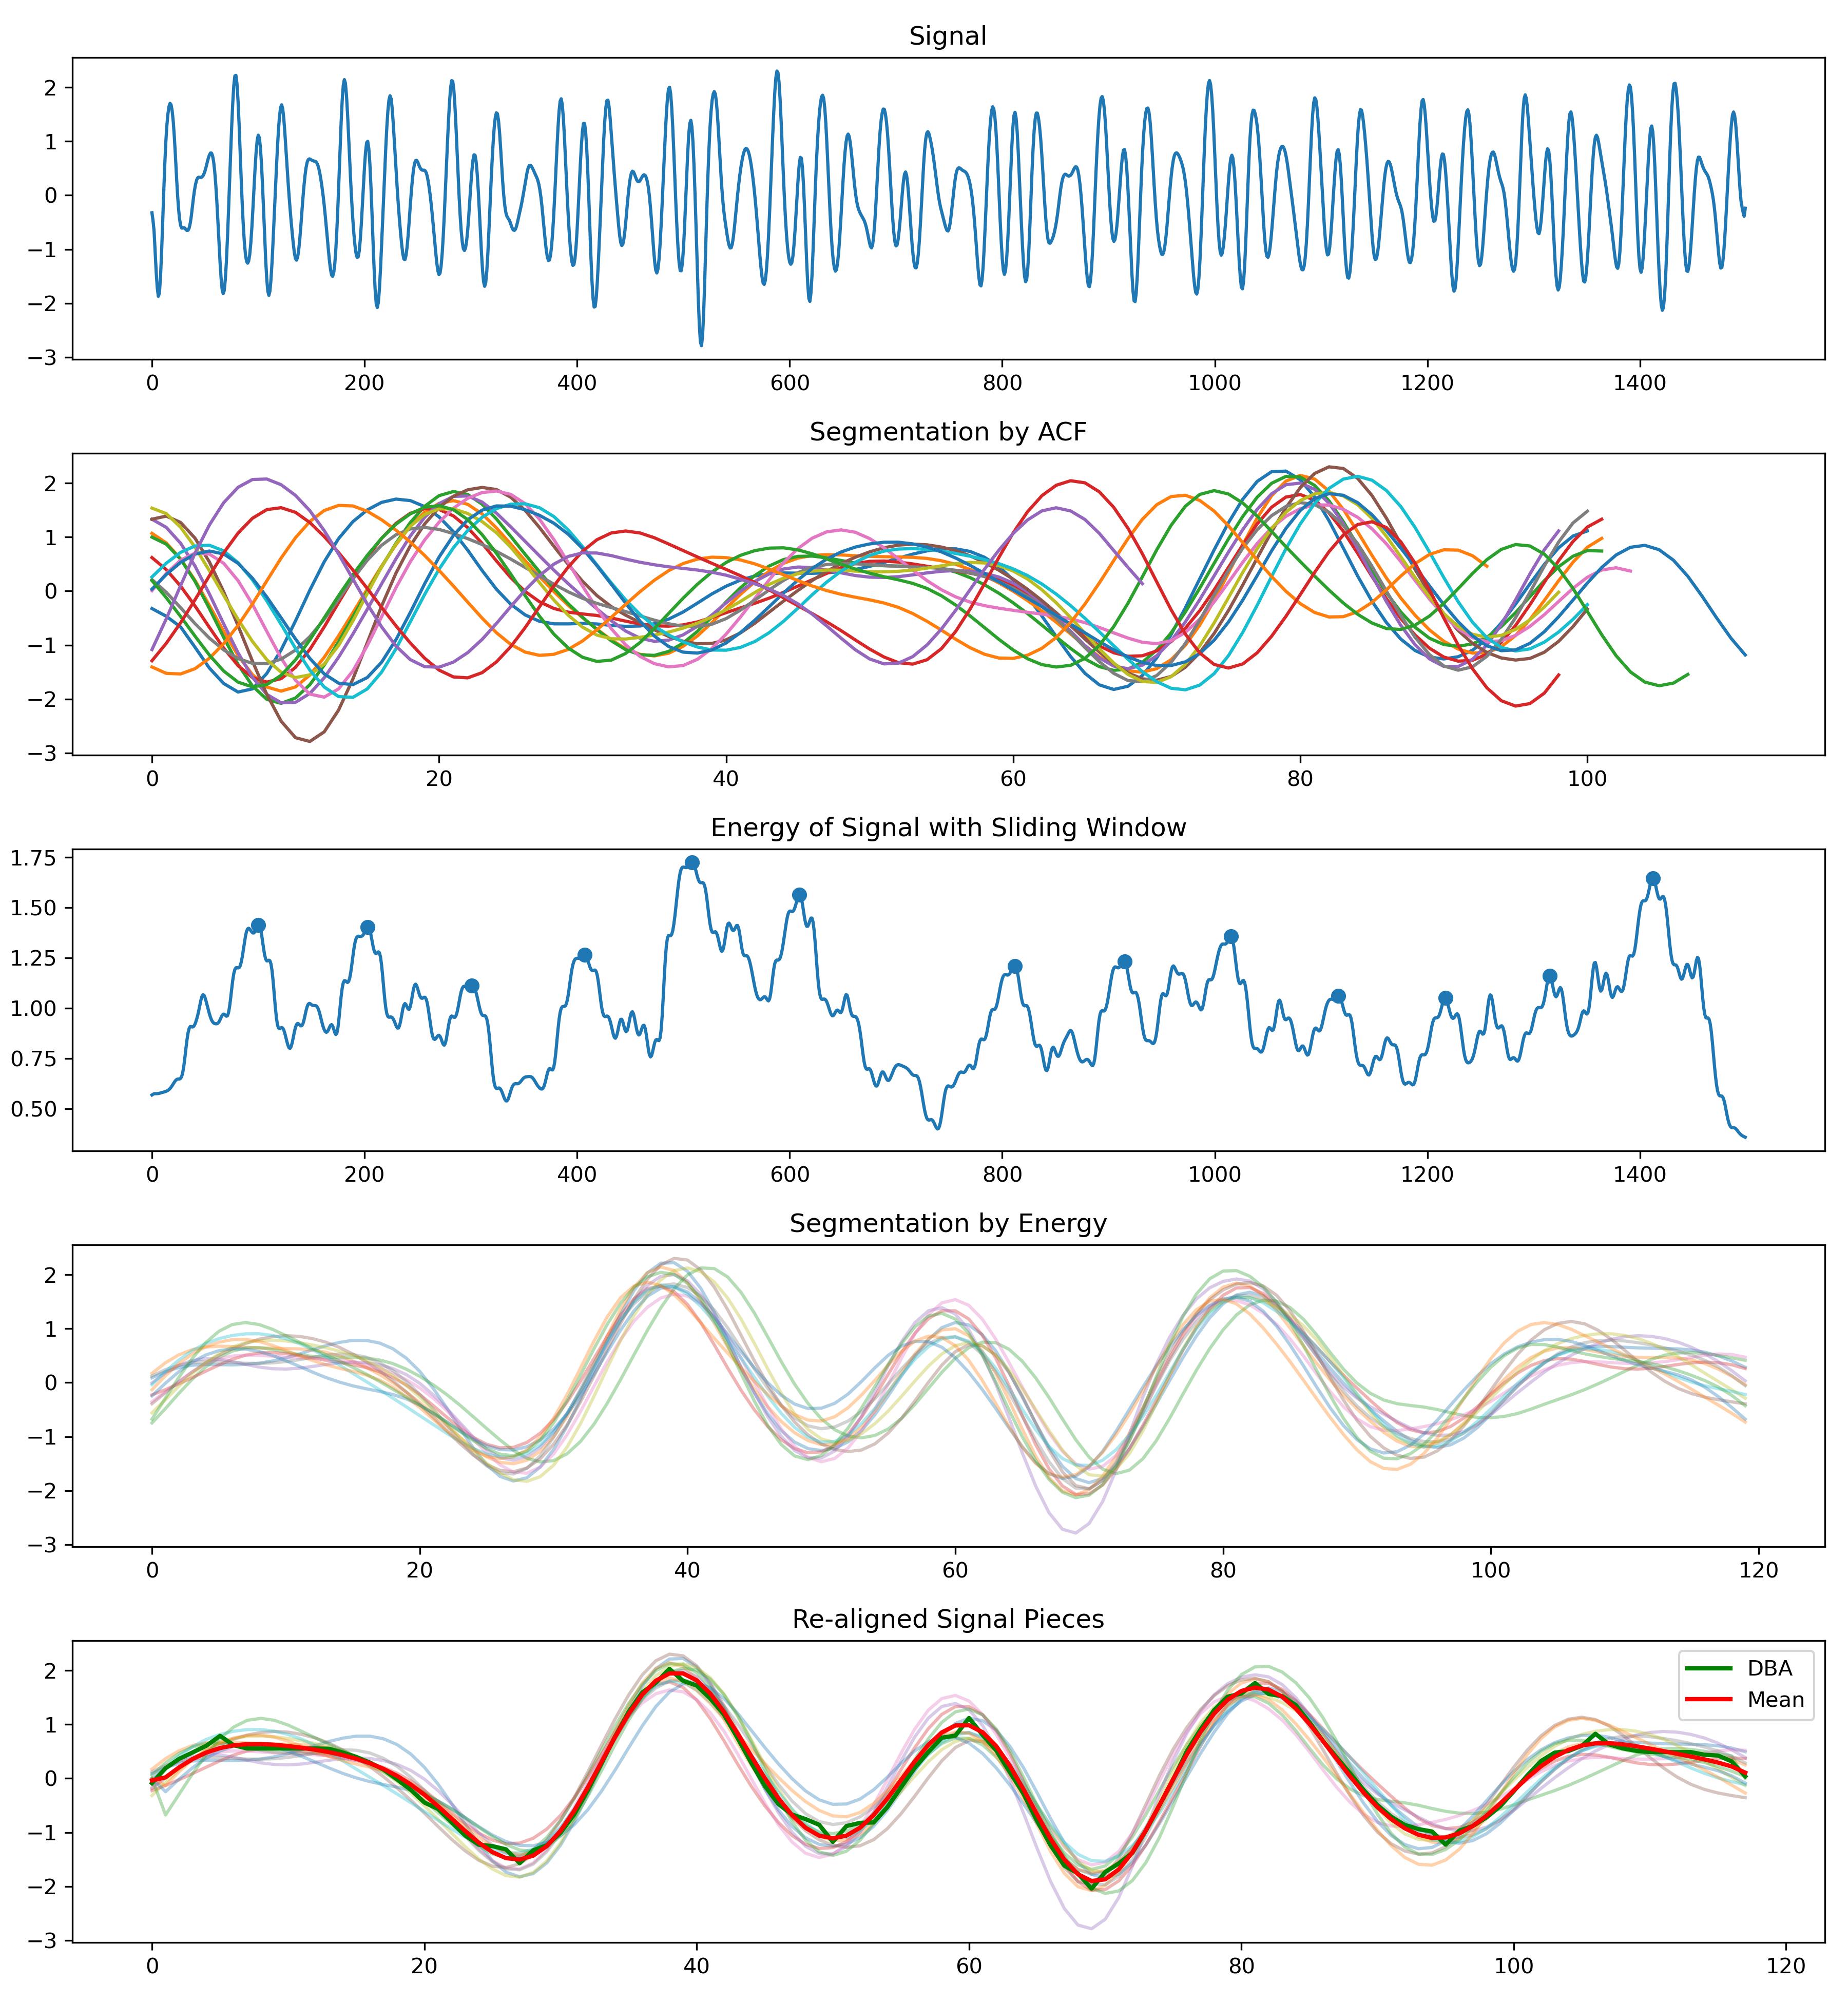 Signal
2
1
0
−1
−2
−3
0 200 400 600 800 1000 1200 1400
Segmentation by ACF
2
1
0
−1
−2
−3
0 20 40 60 80 100
Energy of Signal with Sliding Window
1.75
1.50
1.25
1.00
0.75
0.50
0 200 400 600 800 1000 1200 1400
Segmentation by Energy
2
1
0
−1
−2
−3
0 20 40 60 80 100 120
Re-aligned Signal Pieces
DBA
Mean
2
1
0
−1
−2
−3
0 20 40 60 80 100 120